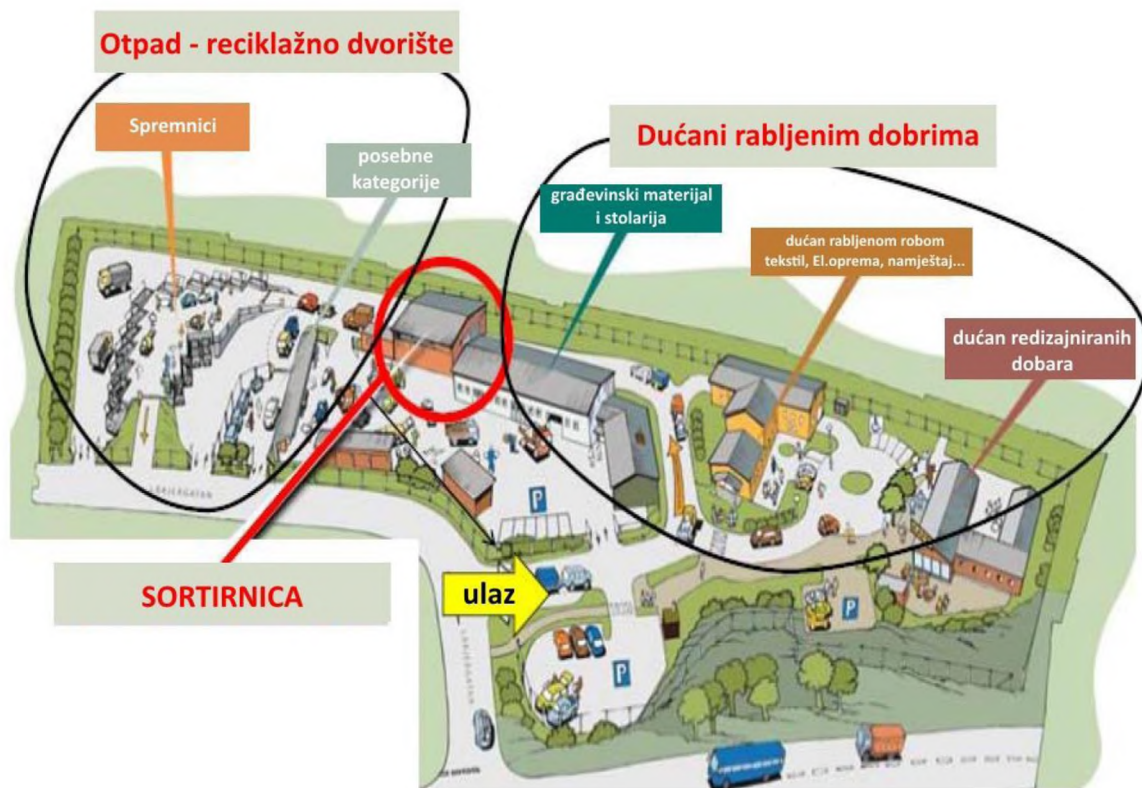 Otpad - reciklažno dvorište
Spremnici
posebne
kategorije
Dućani rabljenim dobrima
građevinski materijal
i stolarija
dućan rabljenom robom
tekstil, El.oprema, namještaj...
dućan redizajniranih
dobara
SORTIRNICA
ulaz
P
P
P